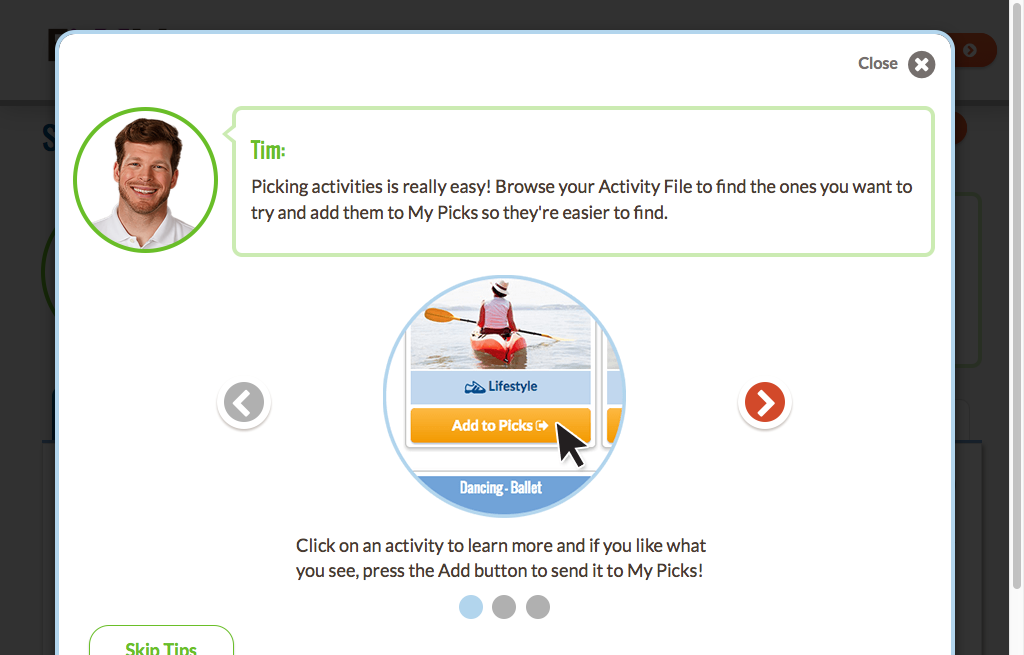 Close
Tim:
Picking activities is really easy! Browse your Activity File to find the ones you want to
try and add them to My Picks so they're easier to find.
Lifestyle
Add to Picks
Dancing - Ballet
Click on an activity to learn more and if you like what
you see, press the Add button to send it to My Picks!
Skip Tips